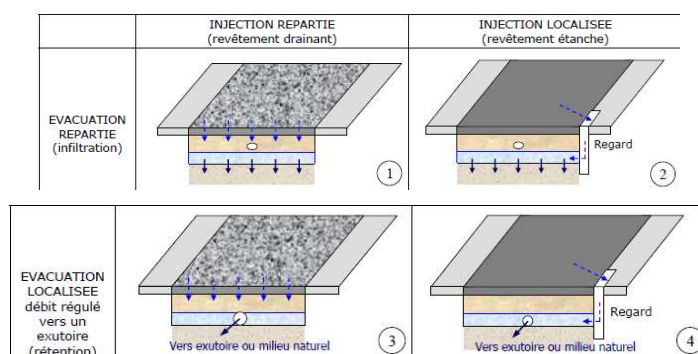 INJECTION REPARTIE
(revêtement drainant)
INJECTION LOCALISEE
(revêtement étanche)
EVACUATION
REPARTIE
(infiltration)
1
Regard
2
EVACUATION
LOCALISEE
débit régulé
vers un
exutoire
(rétention)
Vers exutoire ou milieu naturel
3
Regard
Vers exutoire ou milieu naturel
4